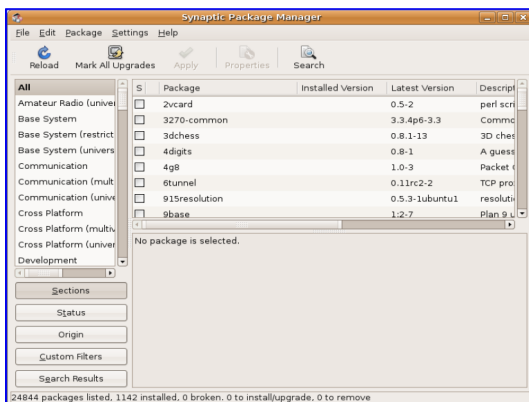 Synaptic Package Manager
File Edit Package Settings Help
Reload Mark All Upgrades Apply Properties Search
All
Amateur Radio (univer
Base System
Base System (restrict
Base System (univers
Communication
Communication (mult
Communication (unive
Cross Platform
Cross Platform (multiv
Cross Platform (univer
Development
S Package Installed Version Latest Version Descript
2vcard 0.5-2 perl scri
3270-common 3.3.4p6-3.3 Commo
3dchess 0.8.1-13 3D ches
4digits 0.8-1 A guess
4g8 1.0-3 Packet
6tunnel 0.11rc2-2 TCP pro
915resolution 0.5.3-1ubuntu1 resoluti
9base 1:2-7 Plan 9 u
No package is selected.
Sections
Status
Origin
Custom Filters
Search Results
24844 packages listed, 1142 installed, 0 broken. 0 to install/upgrade, 0 to remove